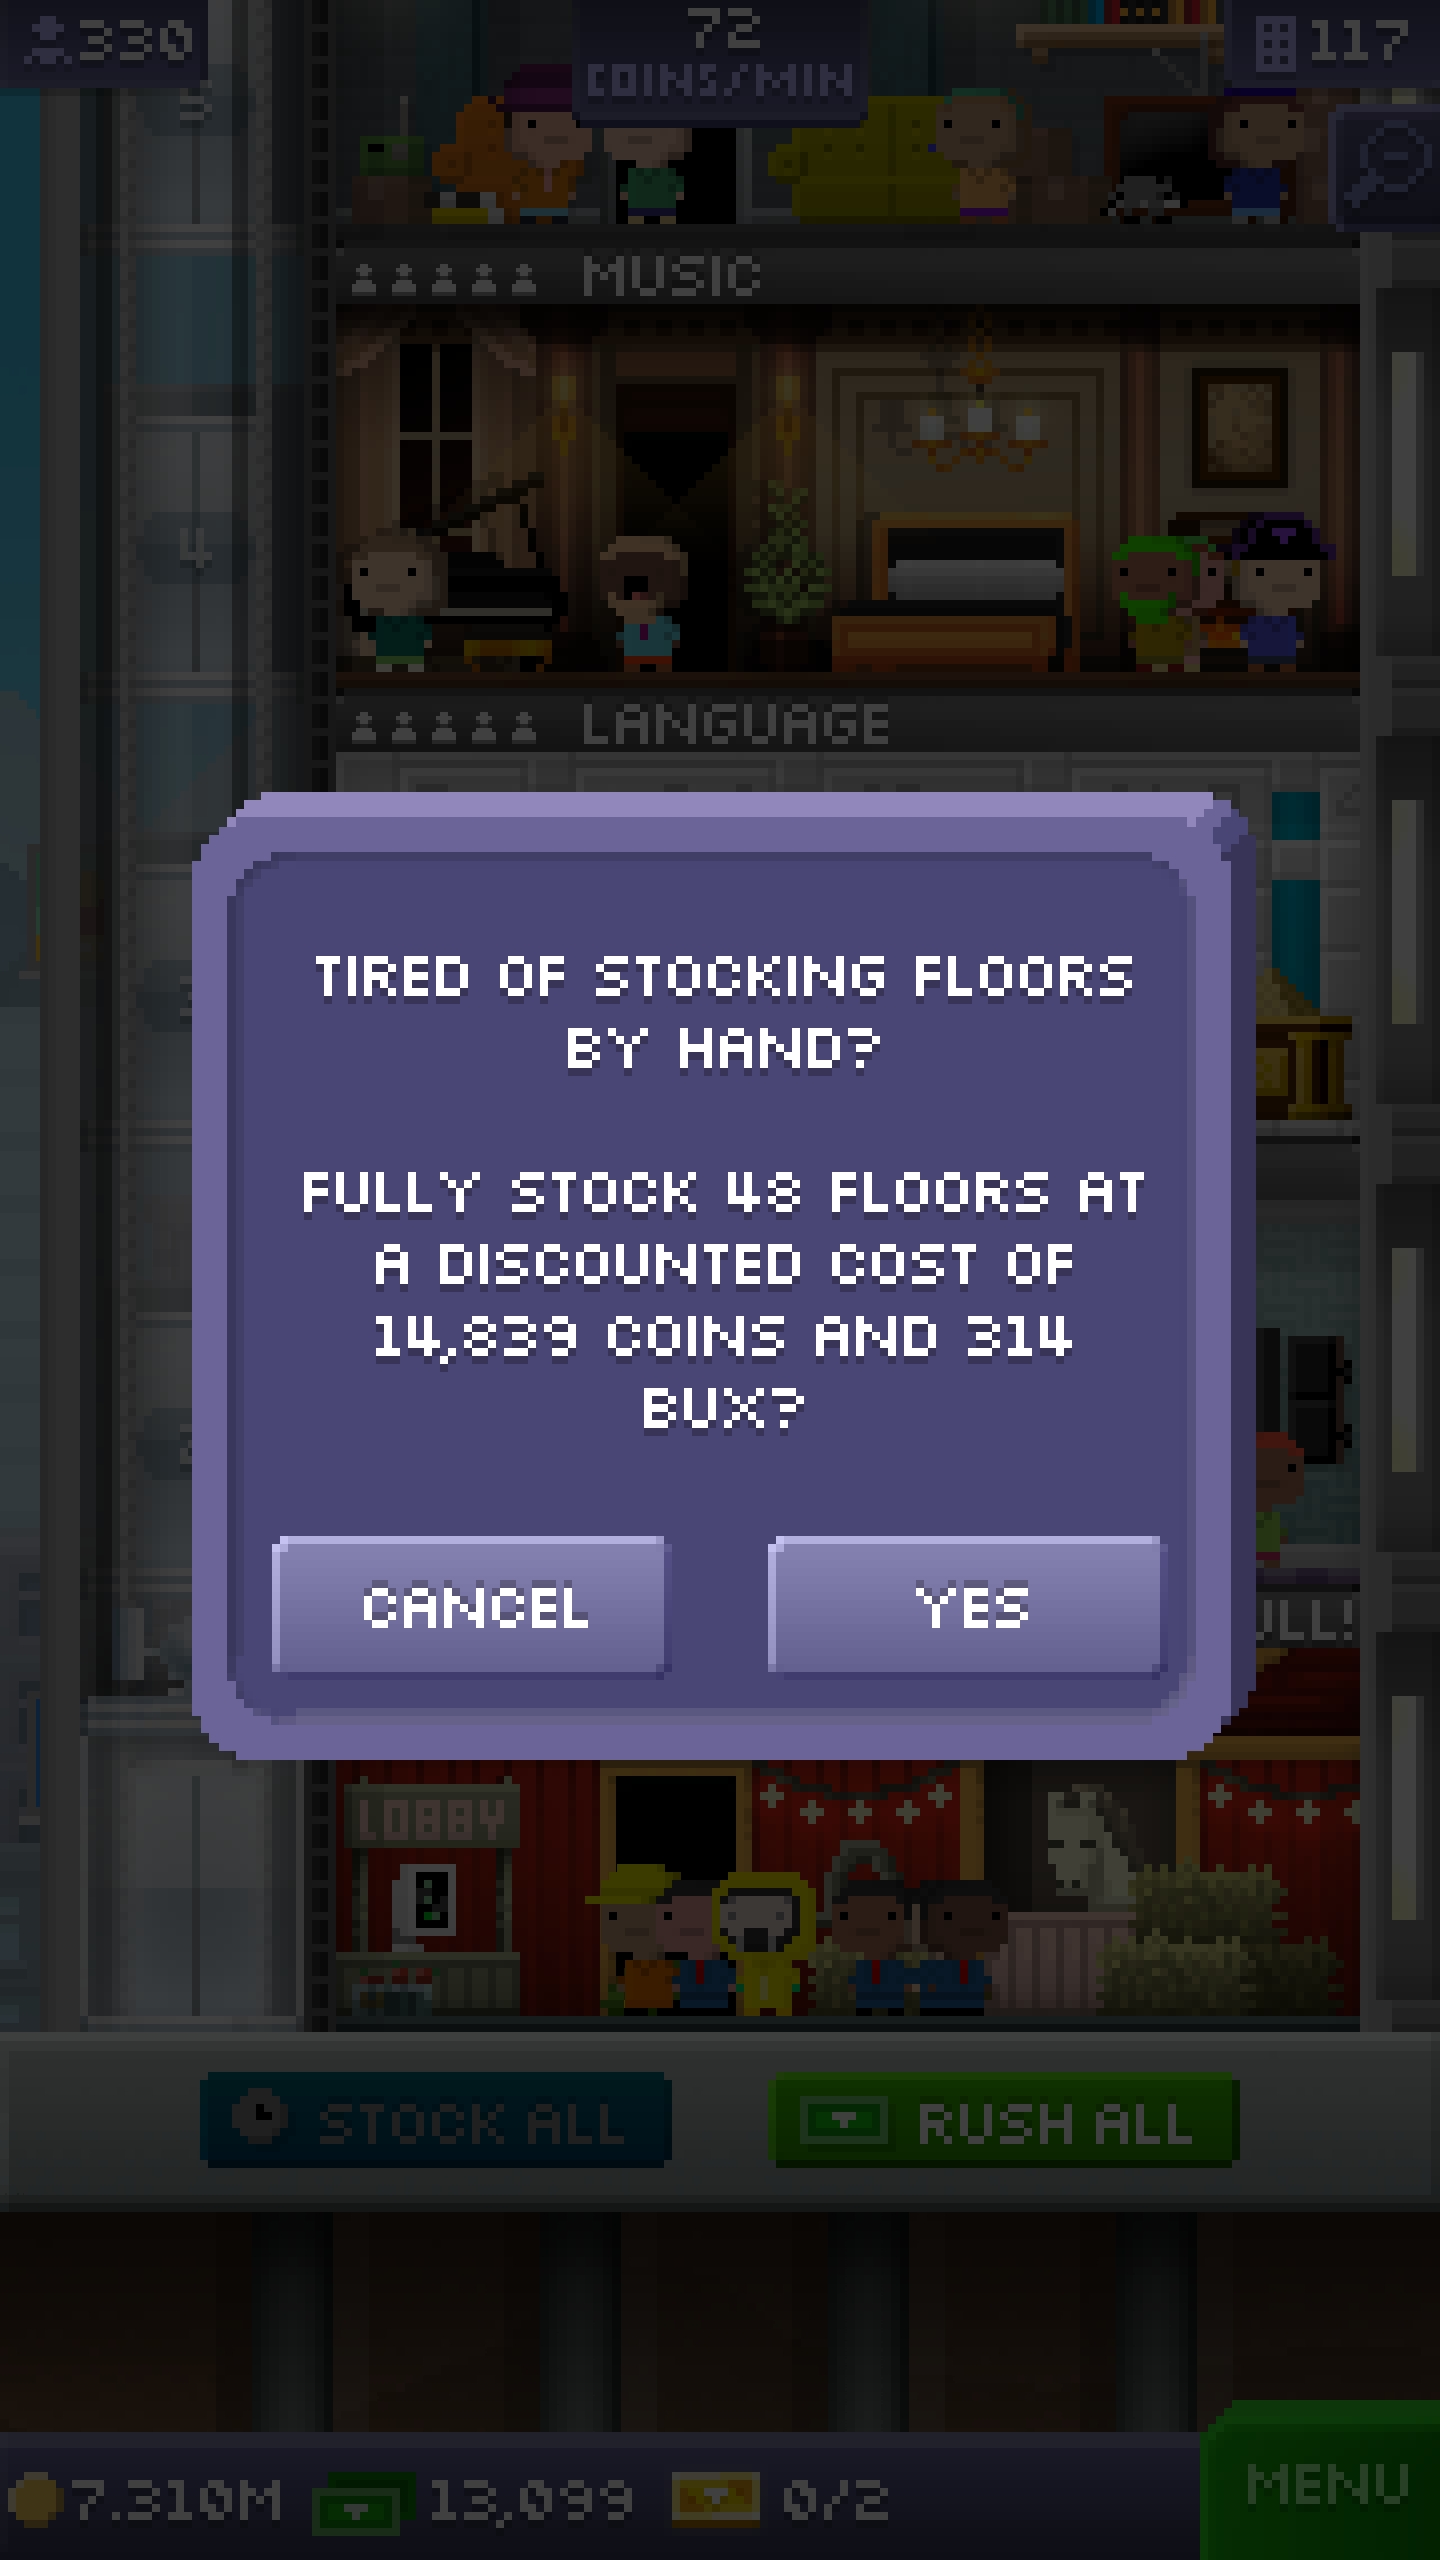 330
72
COINS/MIN
117
5
MUSIC
4
LANGUAGE
TIRED OF STOCKING FLOORS
BY HAND?
FULLY STOCK 48 FLOORS AT
A DISCOUNTED COST OF
14,839 COINS AND 314
BUX?
CANCEL
YES
LOBBY
STOCK ALL
RUSH ALL
7.310M
13,099
0/2
MENU